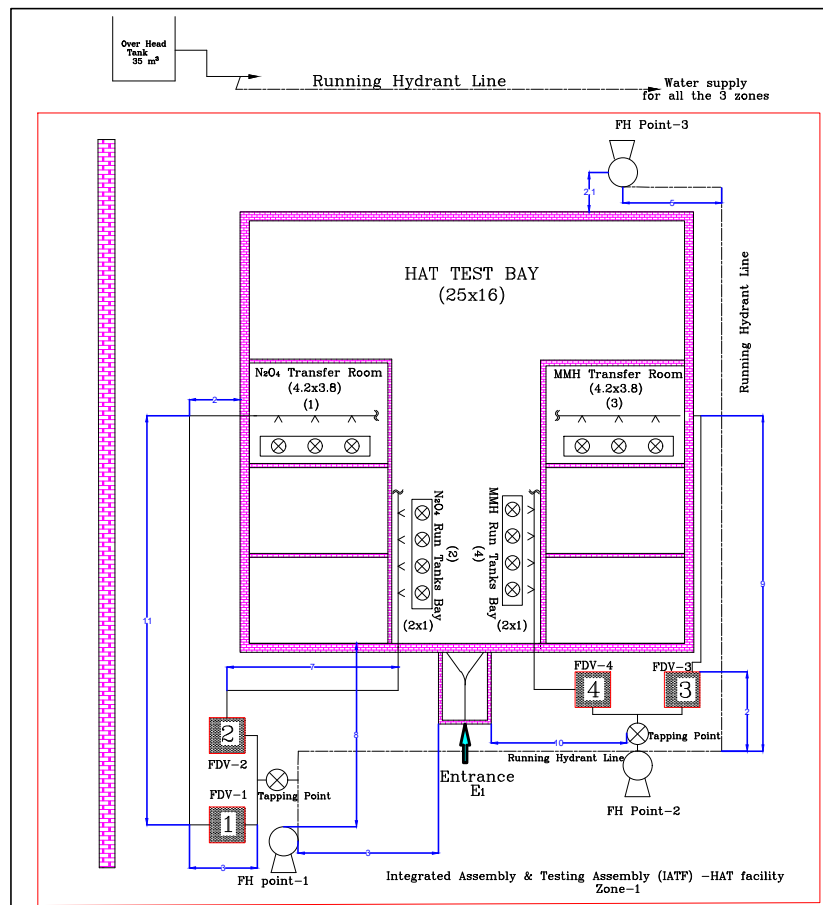 Over Head
Tank
35 m³
Running Hydrant Line
Water supply
for all the 3 zones
FH Point-3
2.1
5
HAT TEST BAY
(25x16)
Running Hydrant Line
N₂O₄ Transfer Room
(4.2x3.8)
(1)
MMH Transfer Room
(4.2x3.8)
(3)
2
11
9
N₂O₄ Run Tanks Bay
(2)
(2x1)
MMH Run Tanks Bay
(4)
(2x1)
7
8
FDV-4
4
FDV-3
3
2
2
FDV-2
10
Tapping Point
Running Hydrant Line
Entrance
E1
FH Point-2
FDV-1
1
Tapping Point
3
3
FH point-1
Integrated Assembly & Testing Assembly (IATF) -HAT facility
Zone-1